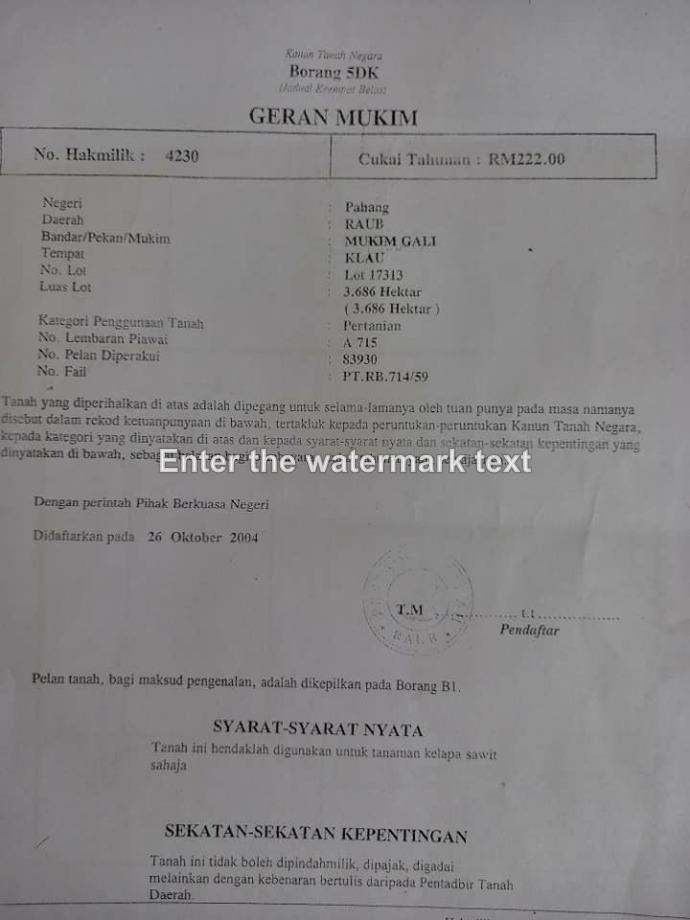 Kanun Tanah Negara
Borang 5DK
(Jadual Keempat Belas)
GERAN MUKIM
No. Hakmilik : 4230
Cukai Tahunan : RM222.00
Negeri : Pahang
Daerah : RAUB
Bandar/Pekan/Mukim : MUKIM GALI
Tempat : KLAU
No. Lot : Lot 17313
Luas Lot : 3.686 Hektar
( 3.686 Hektar )
Kategori Penggunaan Tanah : Pertanian
No. Lembaran Piawai : A 715
No. Pelan Diperakui : 83930
No. Fail : PT.RB.714/59
Tanah yang diperihalkan di atas adalah dipegang untuk selama-lamanya oleh tuan punya pada masa namanya
disebut dalam rekod ketuanpunyaan di bawah, tertakluk kepada peruntukan-peruntukan Kanun Tanah Negara,
kepada kategori yang dinyatakan di atas dan kepada syarat-syarat nyata dan sekatan-sekatan kepentingan yang
dinyatakan di bawah,
Enter the watermark text
Dengan perintah Pihak Berkuasa Negeri
Didaftarkan pada 26 Oktober 2004
T.M
RAUB
t.t
Pendaftar
Pelan tanah, bagi maksud pengenalan, adalah dikepilkan pada Borang B1.
SYARAT-SYARAT NYATA
Tanah ini hendaklah digunakan untuk tanaman kelapa sawit
sahaja
SEKATAN-SEKATAN KEPENTINGAN
Tanah ini tidak boleh dipindahmilik, dipajak, digadai
melainkan dengan kebenaran bertulis daripada Pentadbir Tanah
Daerah.